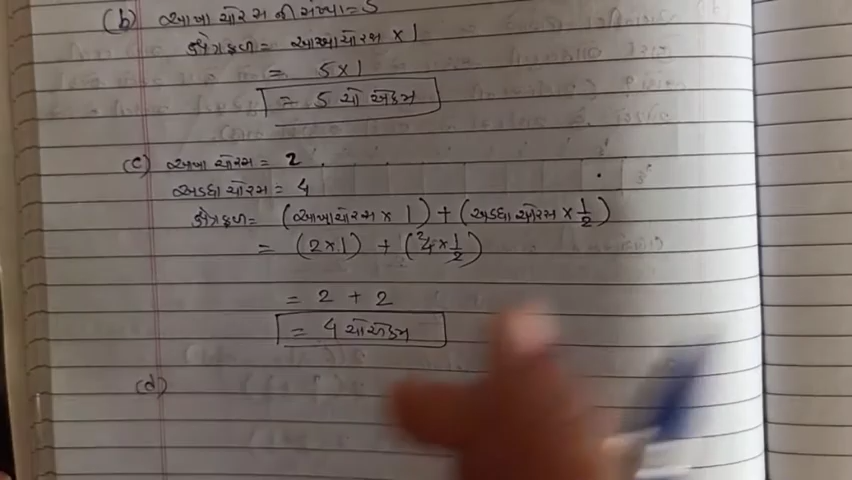 (b) આખા ચોરસ ની સંખ્યા = 5
ક્ષેત્રફળ = આખા ચોરસ × 1
= 5 × 1
= 5 ચો એકમ
(c) આખા ચોરસ = 2
અડધા ચોરસ = 4
ક્ષેત્રફળ = (આખા ચોરસ × 1) + (અડધા ચોરસ × 1/2)
= (2×1) + (4 × 1/2)
= 2 + 2
= 4 ચો એકમ
(d)